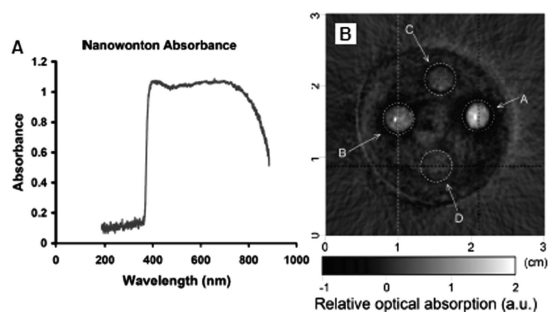 A
Nanowonton Absorbance
1.2
1
0.8
0.6
0.4
0.2
0
Absorbance
0 200 400 600 800 1000
Wavelength (nm)
B
3
2
1
0
C
A
B
D
0 1 2 3
(cm)
-1 0 1 2
Relative optical absorption (a.u.)